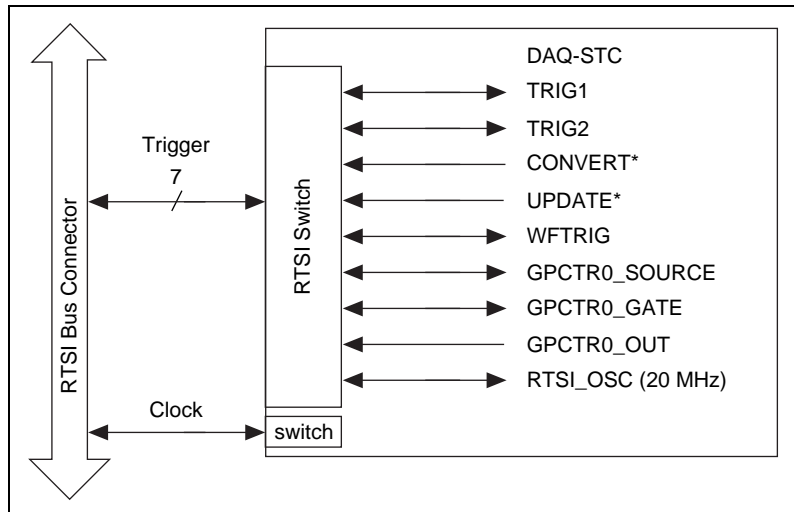 DAQ-STC
TRIG1
TRIG2
CONVERT*
UPDATE*
WFTRIG
GPCTR0_SOURCE
GPCTR0_GATE
GPCTR0_OUT
RTSI_OSC (20 MHz)
Trigger
7
RTSI Switch
RTSI Bus Connector
Clock
switch